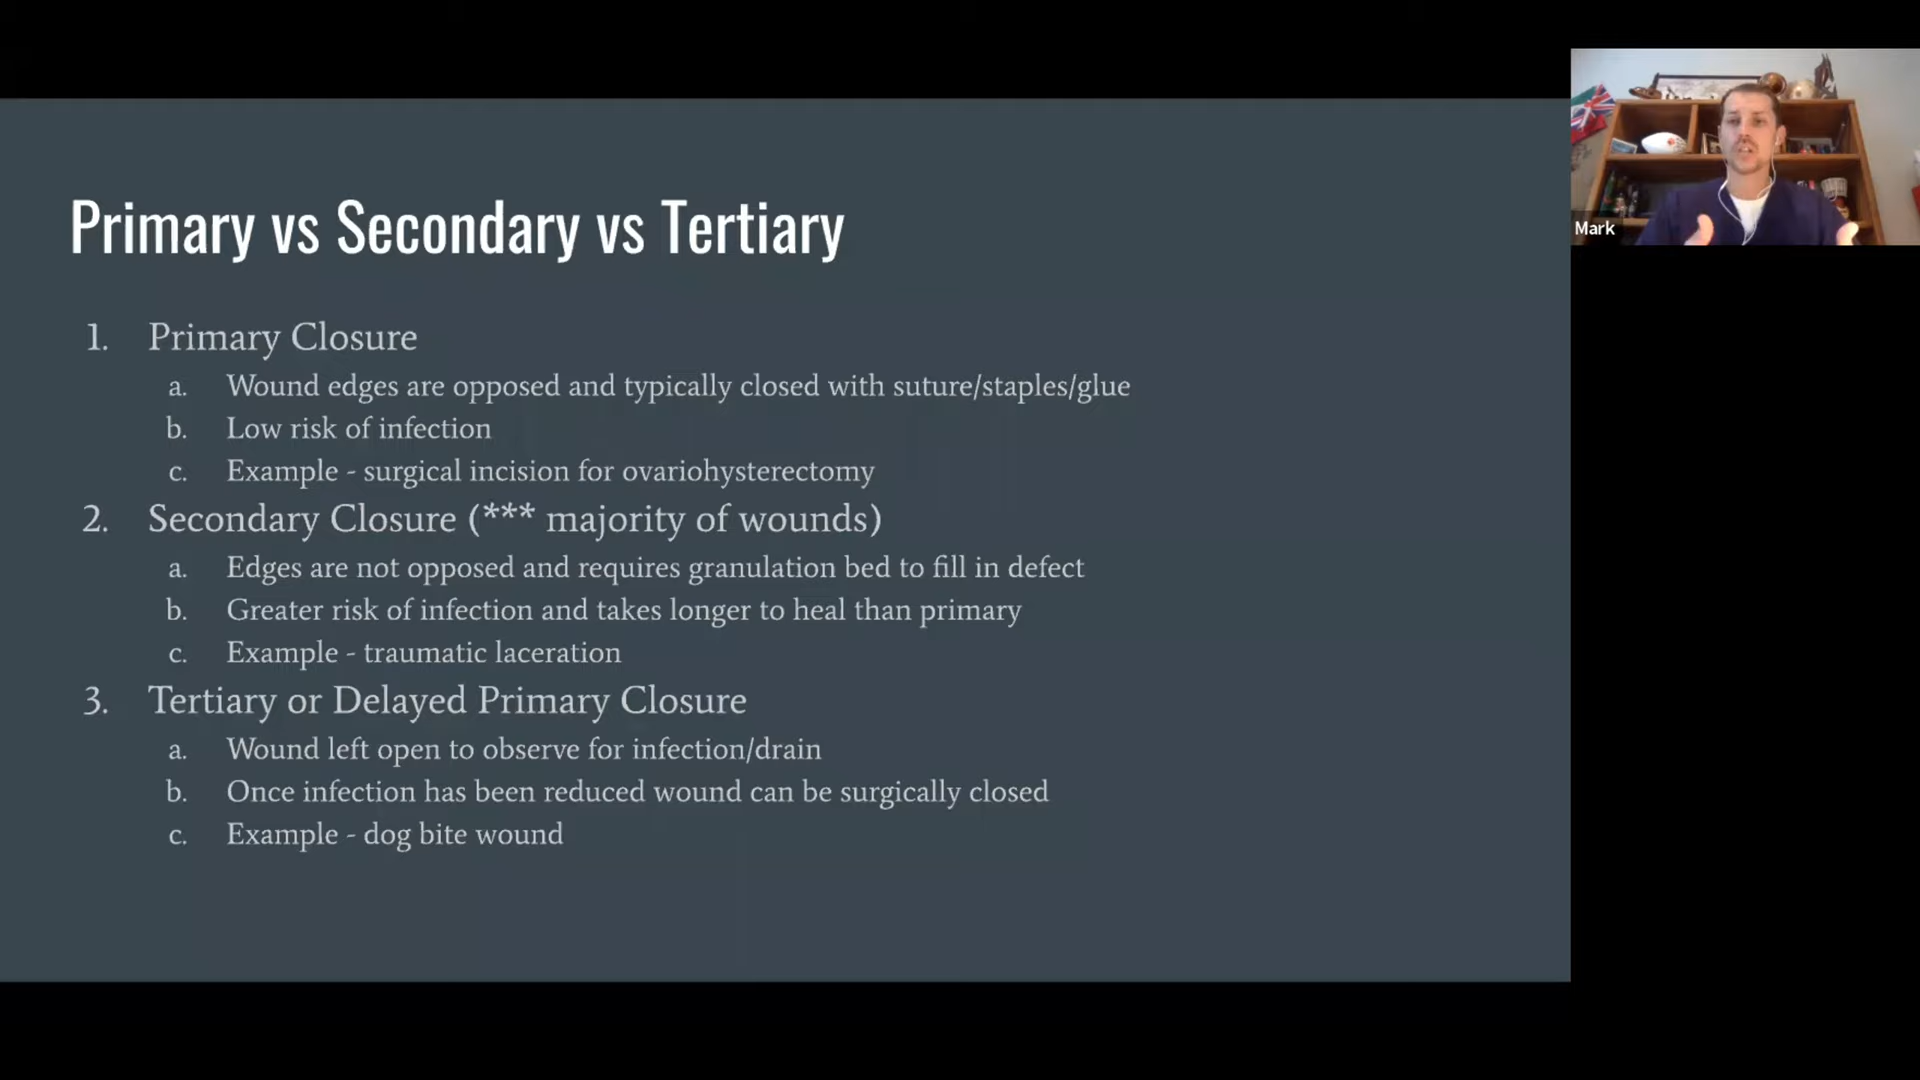 Primary vs Secondary vs Tertiary
1. Primary Closure
a. Wound edges are opposed and typically closed with suture/staples/glue
b. Low risk of infection
c. Example - surgical incision for ovariohysterectomy
2. Secondary Closure (*** majority of wounds)
a. Edges are not opposed and requires granulation bed to fill in defect
b. Greater risk of infection and takes longer to heal than primary
c. Example - traumatic laceration
3. Tertiary or Delayed Primary Closure
a. Wound left open to observe for infection/drain
b. Once infection has been reduced wound can be surgically closed
c. Example - dog bite wound
Mark